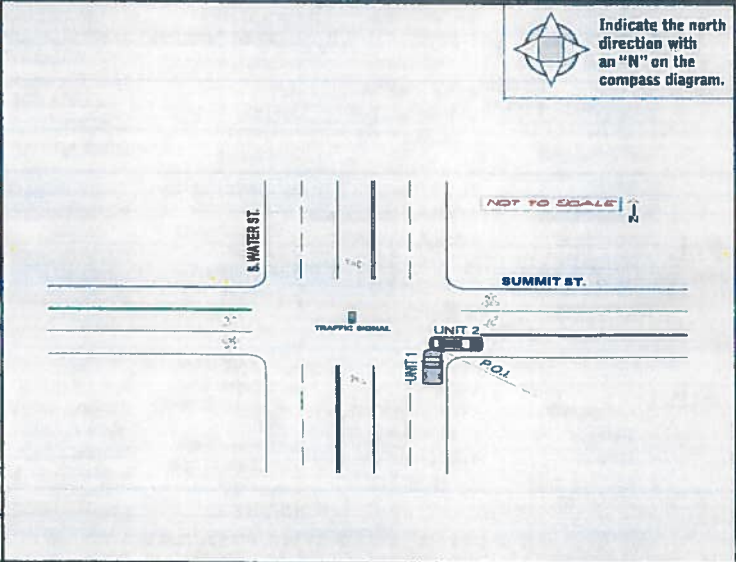 Indicate the north
direction with
an "N" on the
compass diagram.
NOT TO SCALE
N
S. WATER ST.
SUMMIT ST.
TRAFFIC SIGNAL
UNIT 2
UNIT 1
P.O.I.